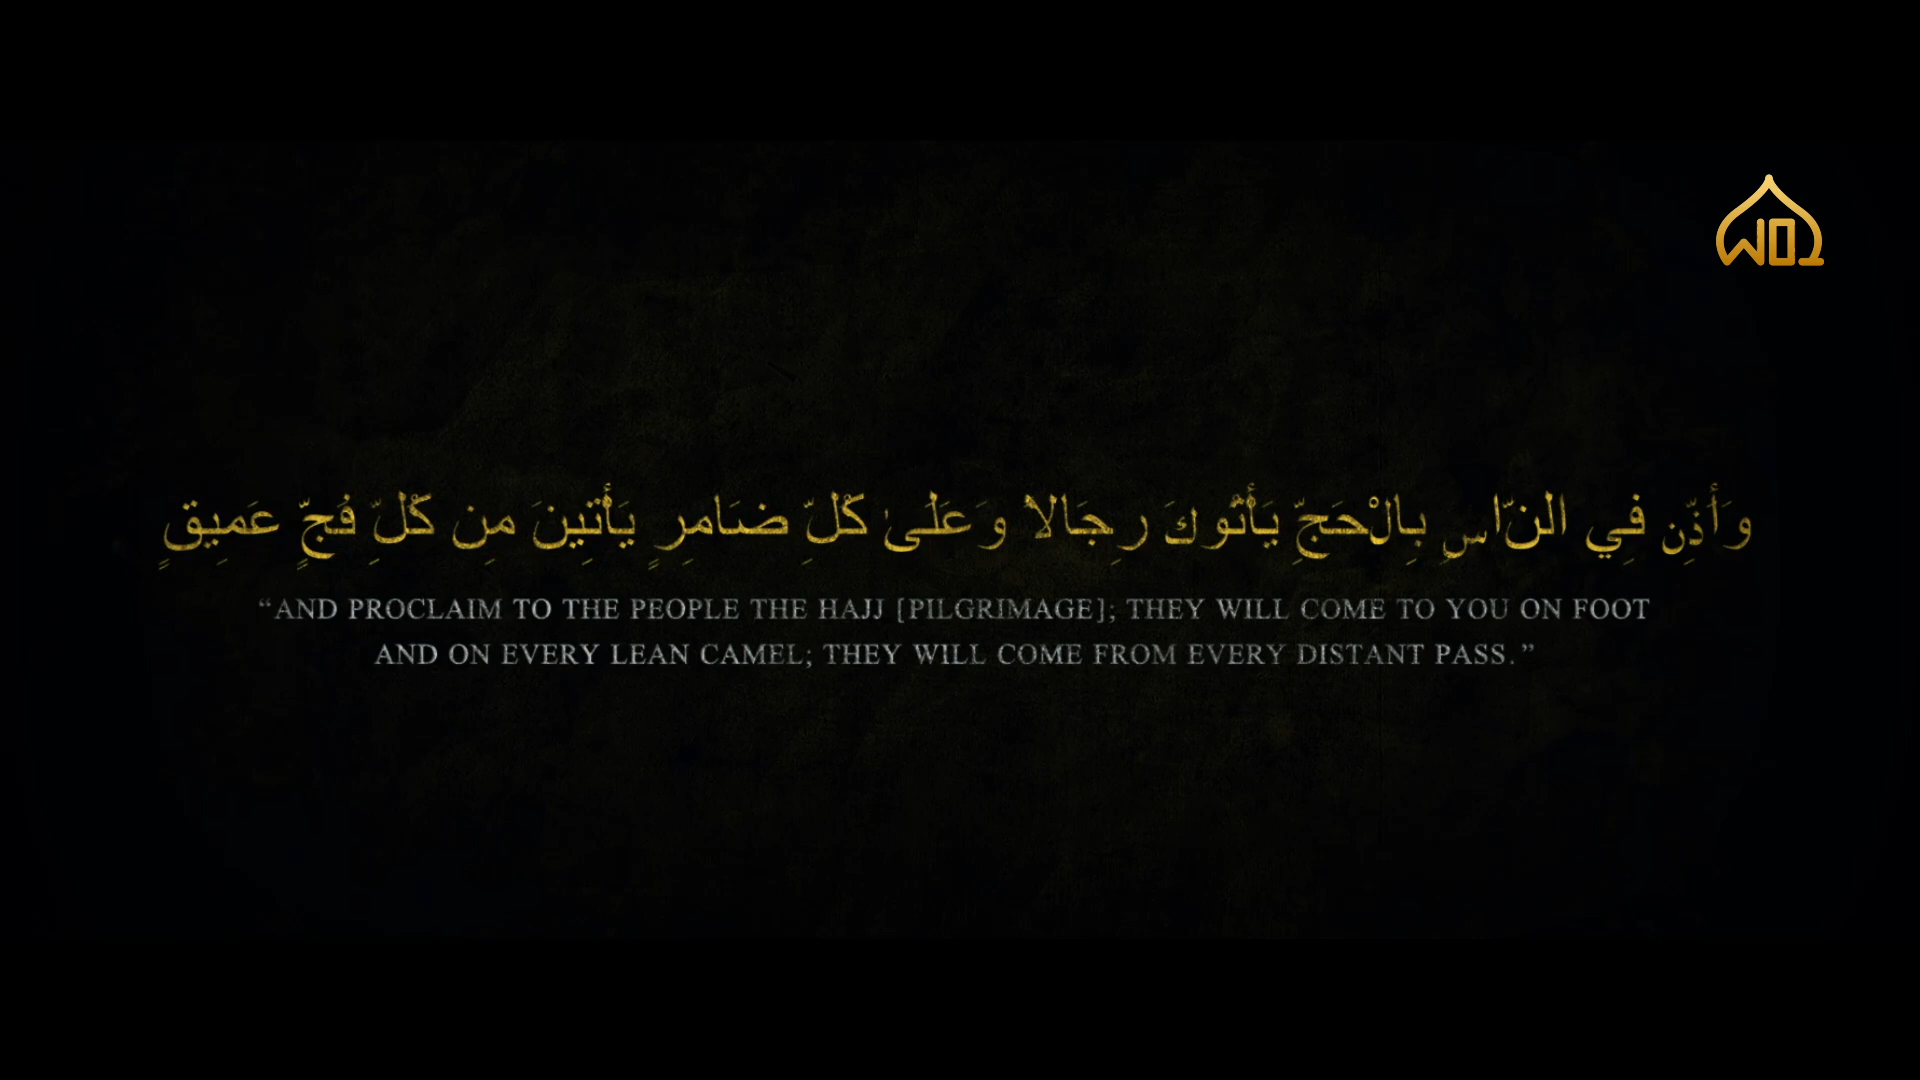 وَأَذِّن فِي النَّاسِ بِالْحَجِّ يَأْتُوكَ رِجَالًا وَعَلَىٰ كُلِّ ضَامِرٍ يَأْتِينَ مِن كُلِّ فَجٍّ عَمِيقٍ
“AND PROCLAIM TO THE PEOPLE THE HAJJ [PILGRIMAGE]; THEY WILL COME TO YOU ON FOOT
AND ON EVERY LEAN CAMEL; THEY WILL COME FROM EVERY DISTANT PASS.”